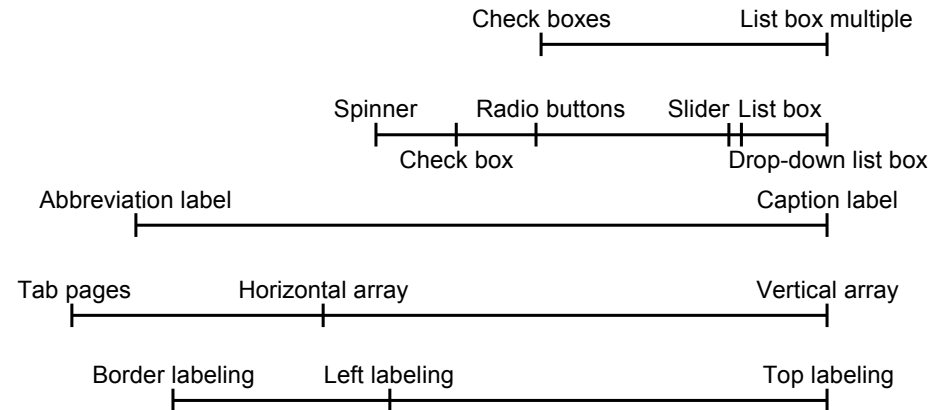 Check boxes List box multiple
Spinner Radio buttons Slider List box
Check box Drop-down list box
Abbreviation label Caption label
Tab pages Horizontal array Vertical array
Border labeling Left labeling Top labeling